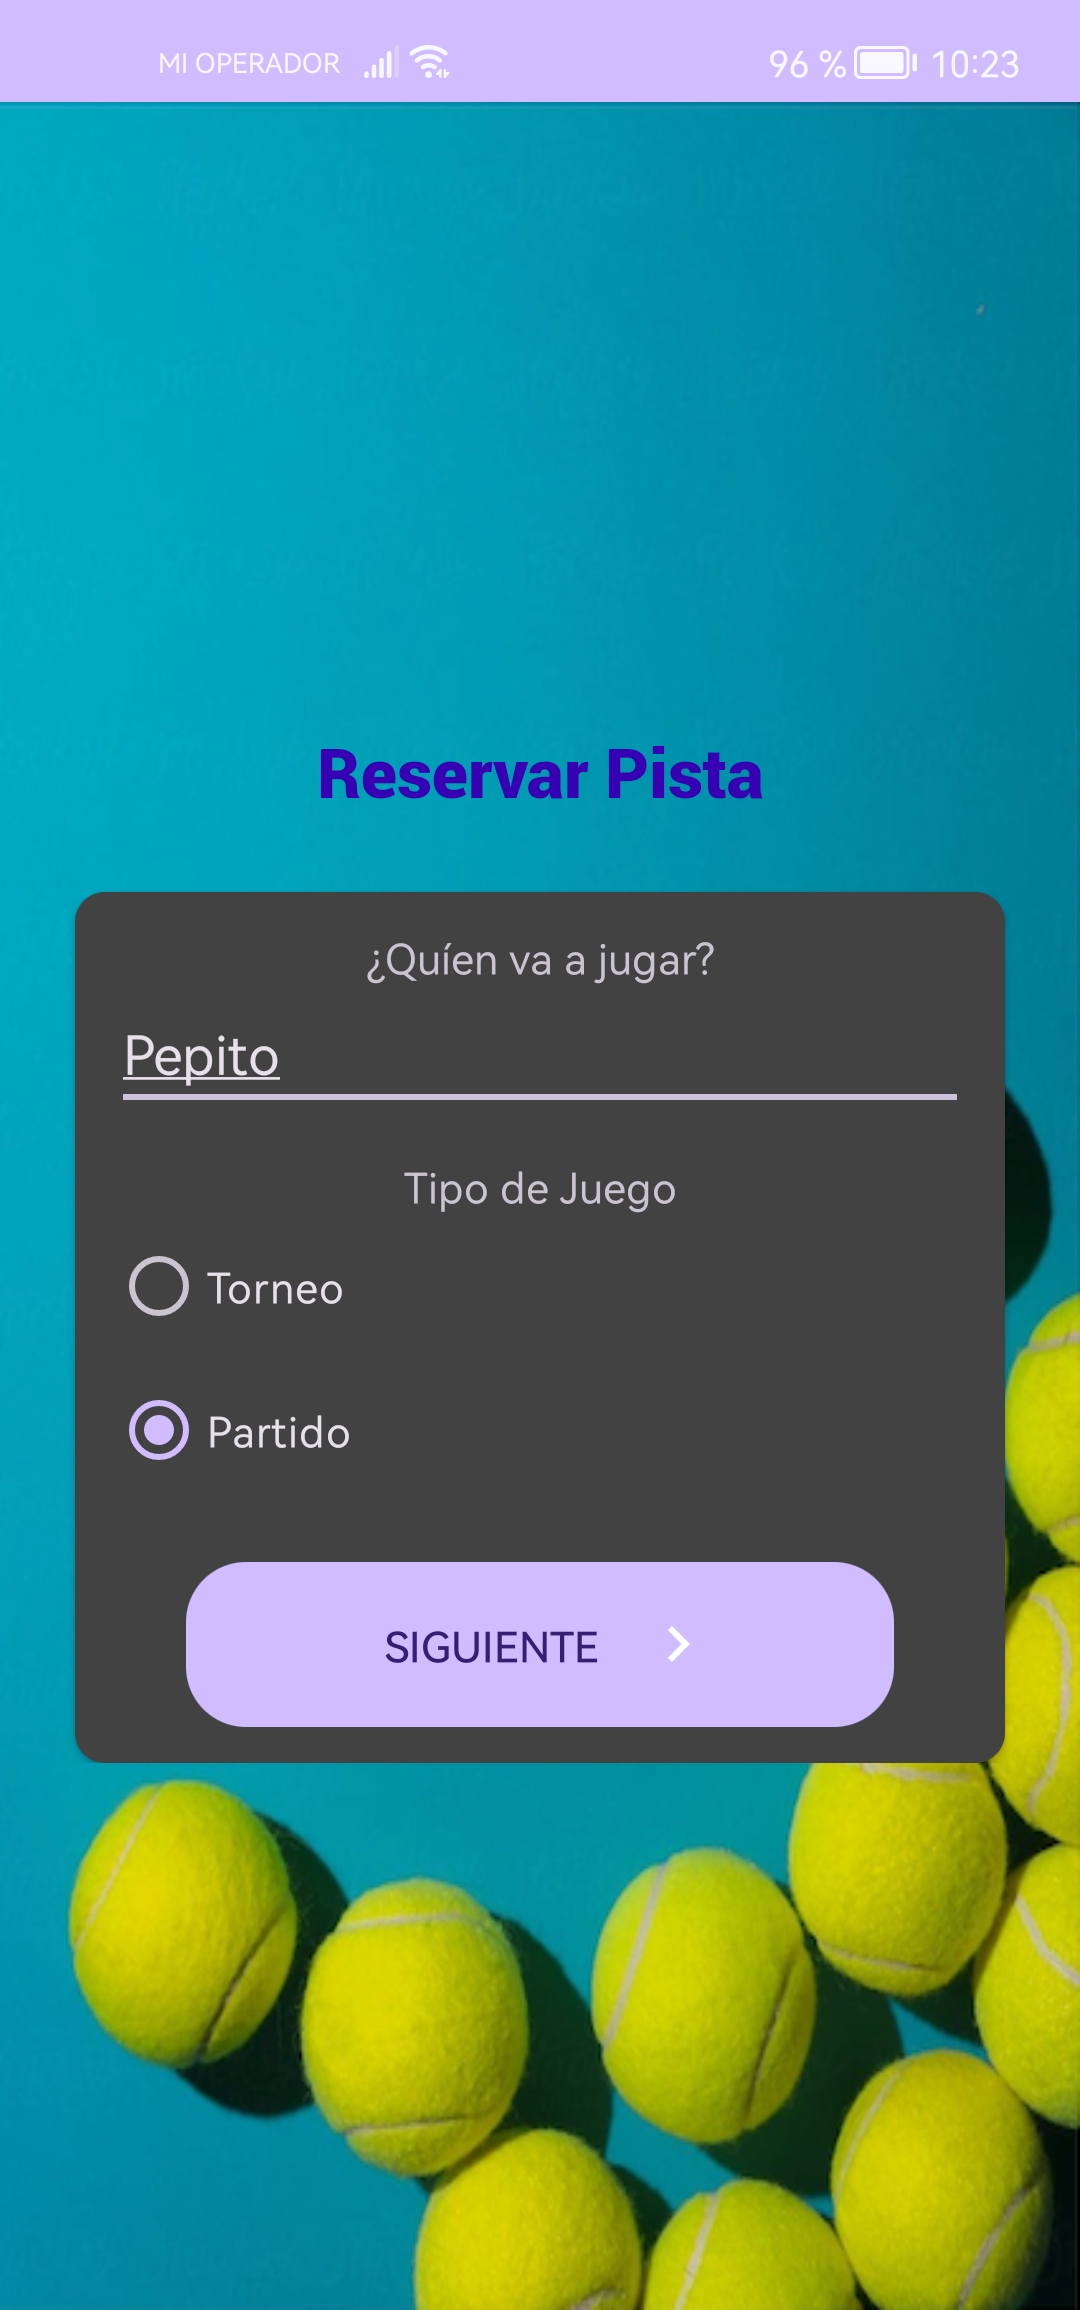 MI OPERADOR 96 % 10:23
Reservar Pista
¿Quíen va a jugar?
Pepito
Tipo de Juego
Torneo
Partido
SIGUIENTE